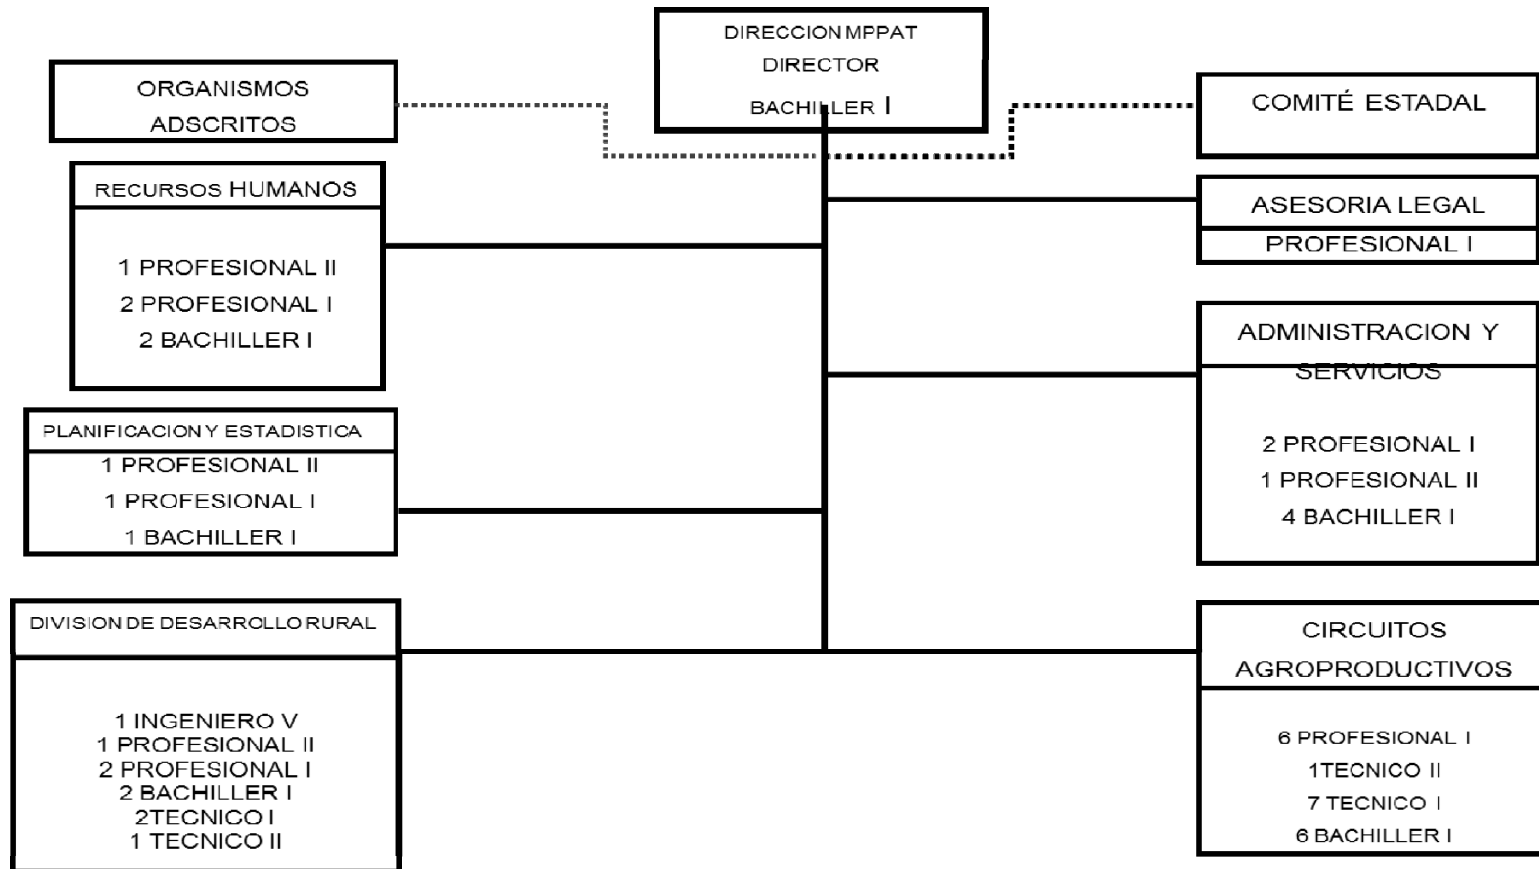 DIRECCION MPPAT
DIRECTOR
BACHILLER I
ORGANISMOS
ADSCRITOS
COMITÉ ESTADAL
RECURSOS HUMANOS
1 PROFESIONAL II
2 PROFESIONAL I
2 BACHILLER I
ASESORIA LEGAL
PROFESIONAL I
ADMINISTRACION Y
SERVICIOS
2 PROFESIONAL I
1 PROFESIONAL II
4 BACHILLER I
PLANIFICACION Y ESTADISTICA
1 PROFESIONAL II
1 PROFESIONAL I
1 BACHILLER I
DIVISION DE DESARROLLO RURAL
1 INGENIERO V
1 PROFESIONAL II
2 PROFESIONAL I
2 BACHILLER I
2TECNICO I
1 TECNICO II
CIRCUITOS
AGROPRODUCTIVOS
6 PROFESIONAL I
1TECNICO II
7 TECNICO I
6 BACHILLER I